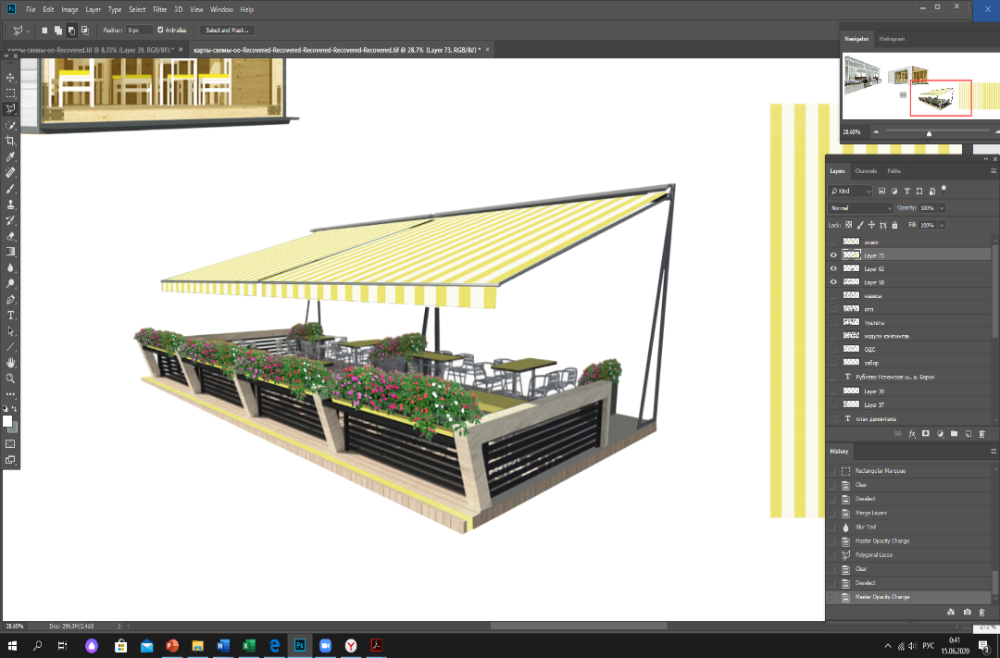 Ps File Edit Image Layer Type Select Filter 3D View Window Help
Feather: 0 px Anti-alias Select and Mask...
карты-схемы-оо-Recovered.tif @ 8,33% (Layer 39, RGB/8#) * ×
карты-схемы-оо-Recovered-Recovered-Recovered-Recovered-Recovered.tif @ 28,7% (Layer 73, RGB/8#) * ×
Navigator Histogram
28,65%
Layers Channels Paths
Kind
Normal Opacity: 100%
Lock: Fill: 100%
знаки
Layer 73
Layer 62
Layer 58
навесы
кпп
туалеты
модули кэмпингов
ОДС
забор
T Рублево-Успенское ш., д. Борки
Layer 39
Layer 37
T план демонтажа
fx
History
Rectangular Marquee
Clear
Deselect
Merge Layers
Blur Tool
Master Opacity Change
Polygonal Lasso
Clear
Deselect
Master Opacity Change
28,65% Doc: 299,3M/2,41G
РУС
0:41
15.06.2020
3